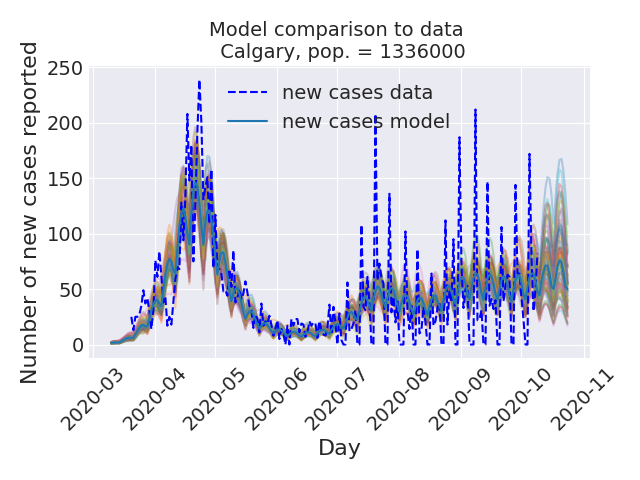 Model comparison to data
Calgary, pop. = 1336000
Number of new cases reported
250
200
150
100
50
0
new cases data
new cases model
2020-03
2020-04
2020-05
2020-06
2020-07
2020-08
2020-09
2020-10
2020-11
Day